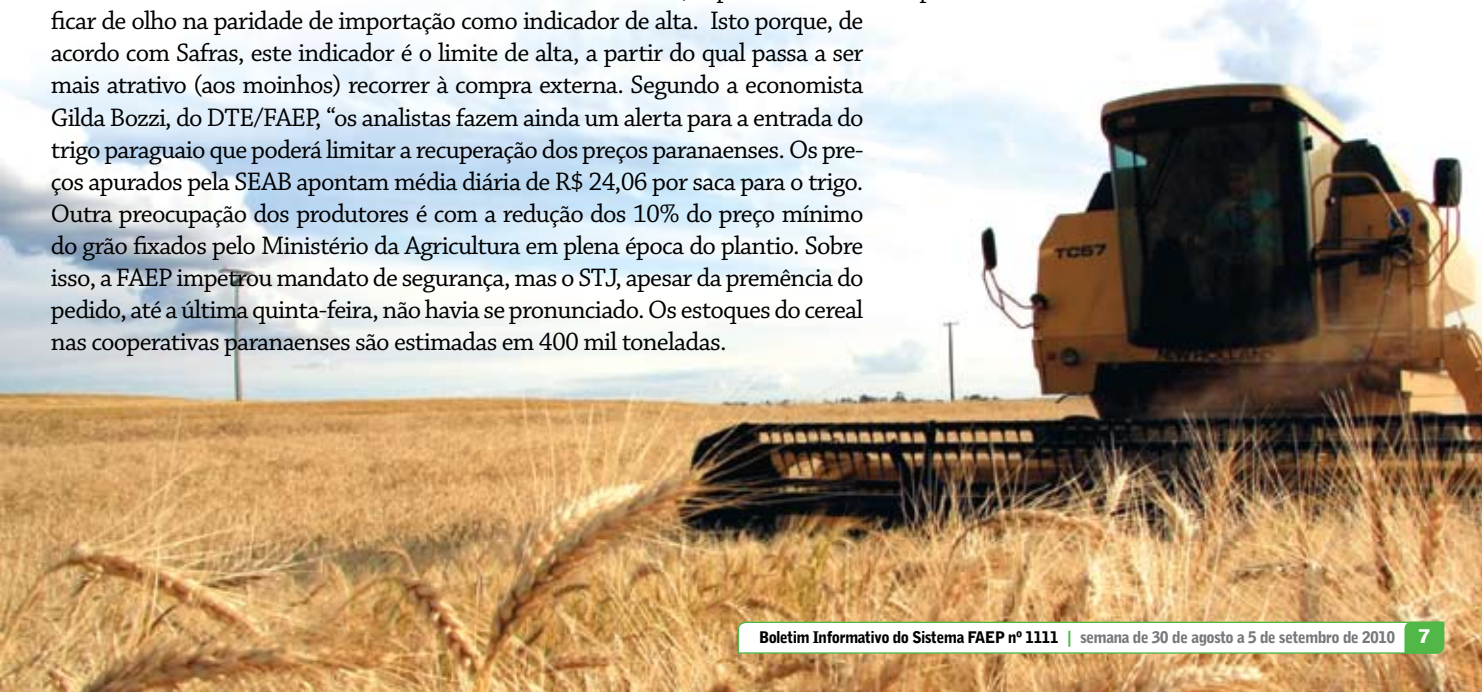 ficar de olho na paridade de importação como indicador de alta.  Isto porque, de
acordo com Safras, este indicador é o limite de alta, a partir do qual passa a ser
mais atrativo (aos moinhos) recorrer à compra externa. Segundo a economista
Gilda Bozzi, do DTE/FAEP, “os analistas fazem ainda um alerta para a entrada do
trigo paraguaio que poderá limitar a recuperação dos preços paranaenses. Os pre-
ços apurados pela SEAB apontam média diária de R$ 24,06 por saca para o trigo.
Outra preocupação dos produtores é com a redução dos 10% do preço mínimo
do grão fixados pelo Ministério da Agricultura em plena época do plantio. Sobre
isso, a FAEP impetrou mandato de segurança, mas o STJ, apesar da premência do
pedido, até a última quinta-feira, não havia se pronunciado. Os estoques do cereal
nas cooperativas paranaenses são estimadas em 400 mil toneladas.
TC57
NEW HOLLAND
Boletim Informativo do Sistema FAEP nº 1111 | semana de 30 de agosto a 5 de setembro de 2010 7